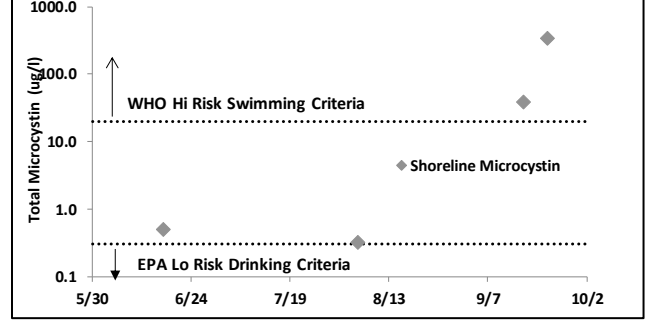 1000.0
100.0
10.0
1.0
0.1
Total Microcystin (ug/l)
WHO Hi Risk Swimming Criteria
Shoreline Microcystin
EPA Lo Risk Drinking Criteria
5/30 6/24 7/19 8/13 9/7 10/2